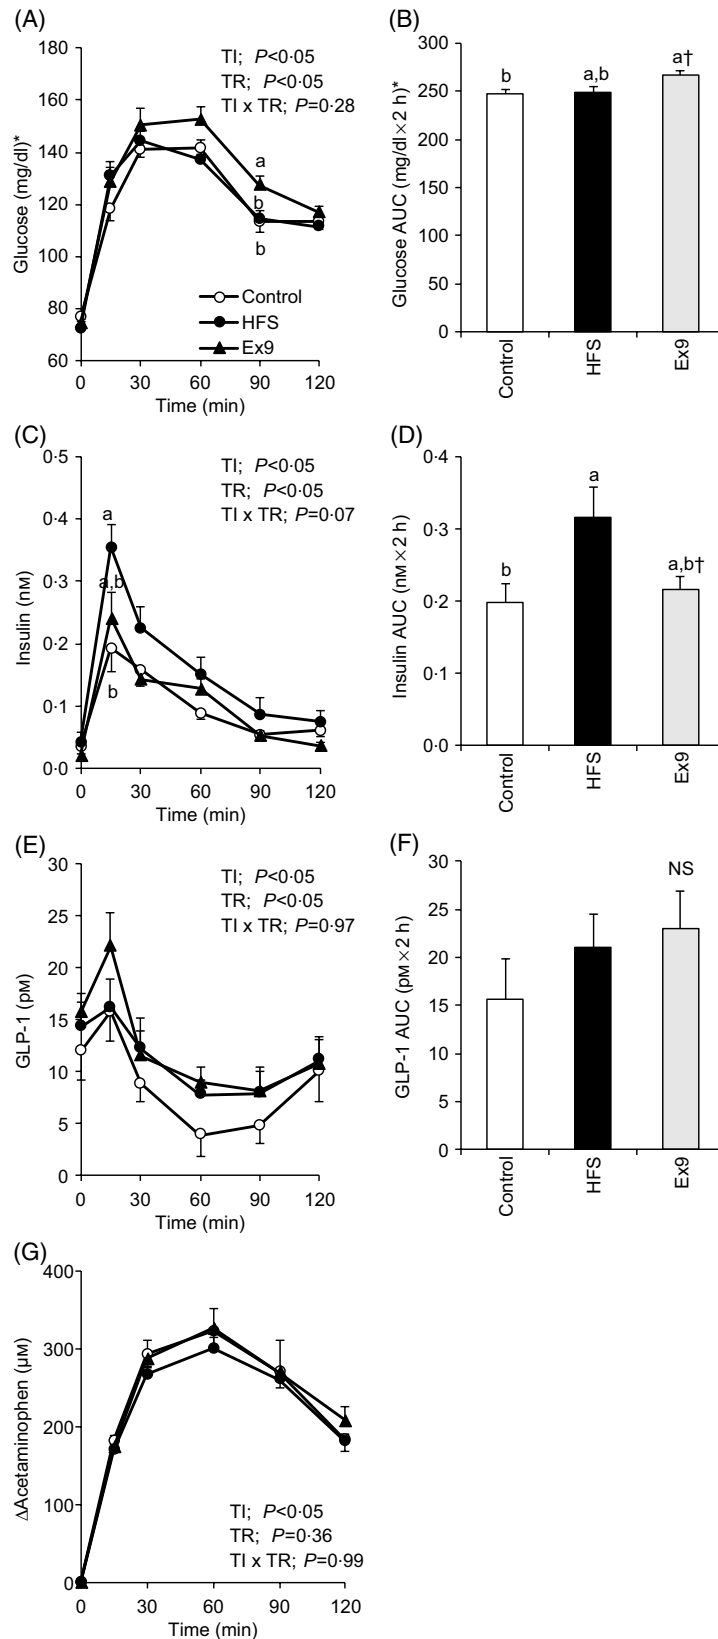 (A)
180
160
140
120
100
80
60
Glucose (mg/dl)*
TI; P<0·05
TR; P<0·05
TI x TR; P=0·28
a
b
b
Control
HFS
Ex9
0 30 60 90 120
Time (min)
(B)
300
250
200
150
100
50
0
Glucose AUC (mg/dl×2 h)*
b
a,b
a†
Control
HFS
Ex9
(C)
0·5
0·4
0·3
0·2
0·1
0·0
Insulin (nM)
TI; P<0·05
TR; P<0·05
TI x TR; P=0·07
a
a,b
b
0 30 60 90 120
Time (min)
(D)
0·4
0·3
0·2
0·1
0·0
Insulin AUC (nM×2 h)
b
a
a,b†
Control
HFS
Ex9
(E)
30
25
20
15
10
5
0
GLP-1 (pM)
TI; P<0·05
TR; P<0·05
TI x TR; P=0·97
0 30 60 90 120
Time (min)
(F)
30
25
20
15
10
5
0
GLP-1 AUC (pM×2 h)
NS
Control
HFS
Ex9
(G)
400
300
200
100
0
ΔAcetaminophen (μM)
TI; P<0·05
TR; P=0·36
TI x TR; P=0·99
0 30 60 90 120
Time (min)